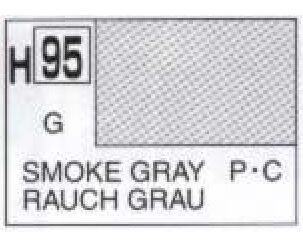 H 95
G
SMOKE GRAY P・C
RAUCH GRAU